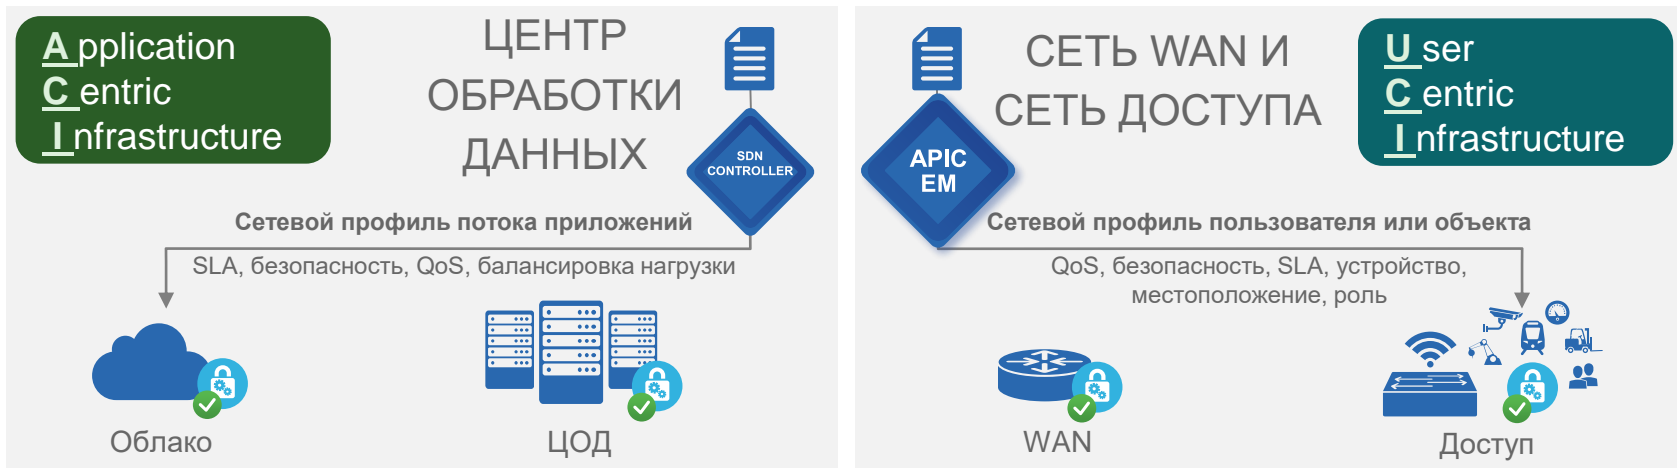 Application
Centric
Infrastructure
ЦЕНТР
ОБРАБОТКИ
ДАННЫХ
SDN
CONTROLLER
Сетевой профиль потока приложений
SLA, безопасность, QoS, балансировка нагрузки
Облако
ЦОД
СЕТЬ WAN И
СЕТЬ ДОСТУПА
APIC
EM
User
Centric
Infrastructure
Сетевой профиль пользователя или объекта
QoS, безопасность, SLA, устройство,
местоположение, роль
WAN
Доступ